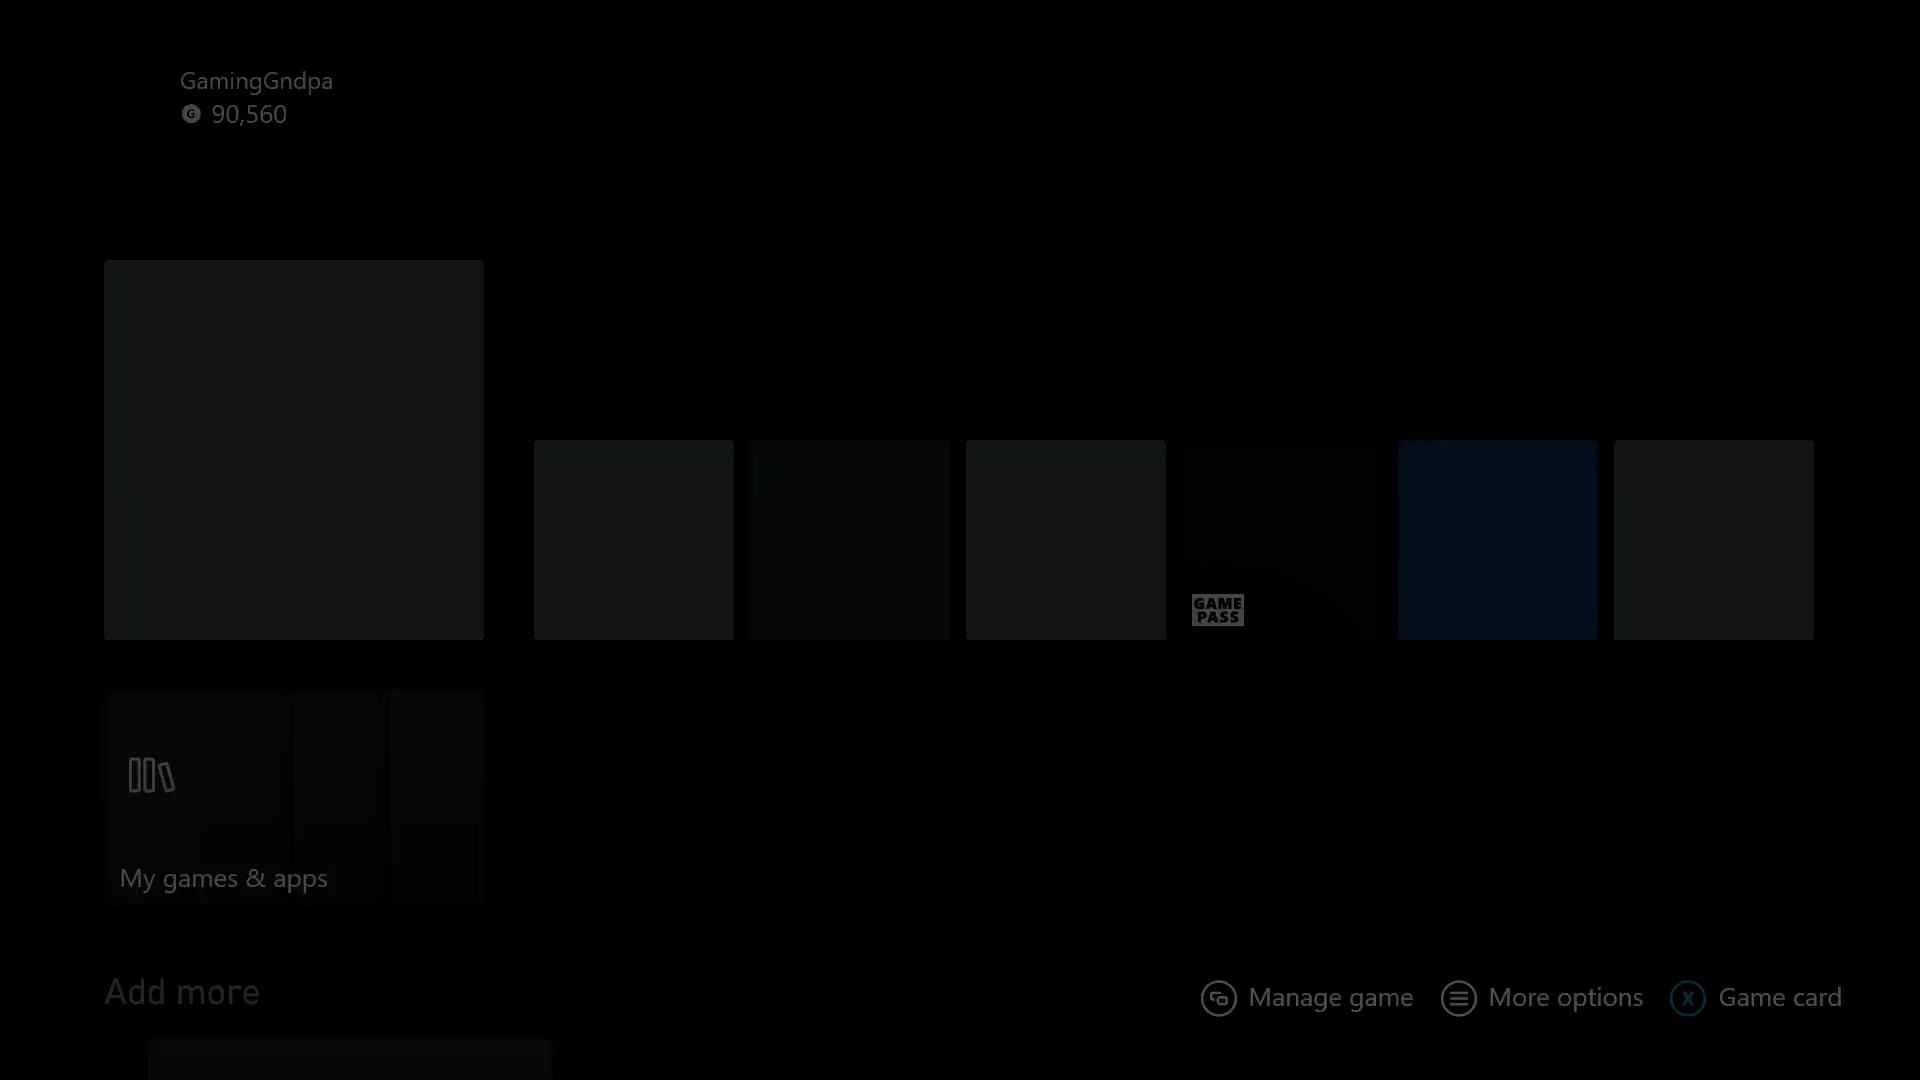 GamingGndpa
G 90,560
GAME
PASS
My games & apps
Add more
Manage game
More options
X Game card